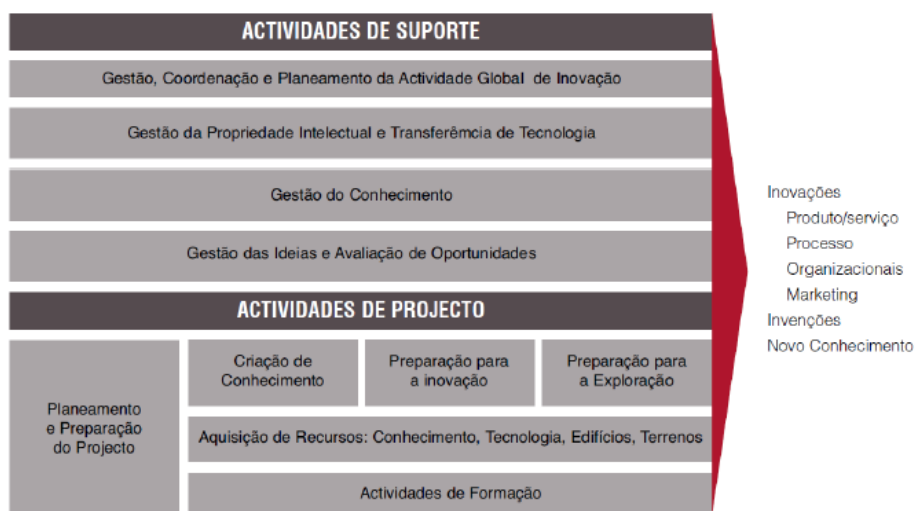 ACTIVIDADES DE SUPORTE
Gestão, Coordenação e Planeamento da Actividade Global de Inovação
Gestão da Propriedade Intelectual e Transferêmcia de Tecnologia
Gestão do Conhecimento
Gestão das Ideias e Avaliação de Oportunidades
ACTIVIDADES DE PROJECTO
Planeamento
e Preparação
do Projecto
Criação de
Conhecimento
Preparação para
a inovação
Preparação para
a Exploração
Aquisição de Recursos: Conhecimento, Tecnologia, Edifícios, Terrenos
Actividades de Formação
Inovações
Produto/serviço
Processo
Organizacionais
Marketing
Invenções
Novo Conhecimento